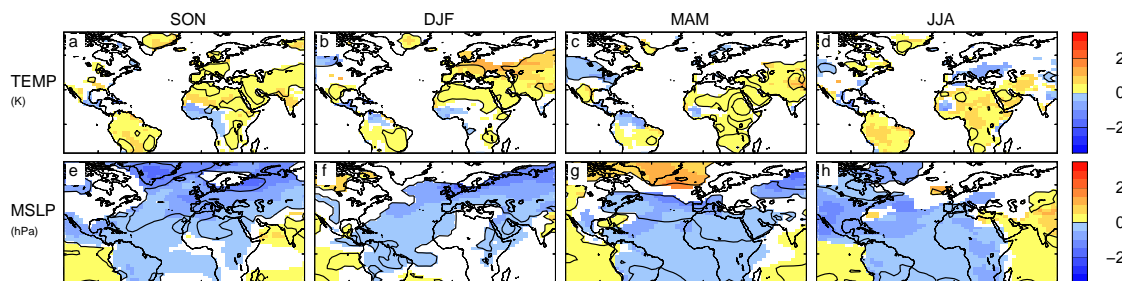 SON DJF MAM JJA
TEMP
(K)
a b c d
2
0
−2
MSLP
(hPa)
e f g h
2
0
−2